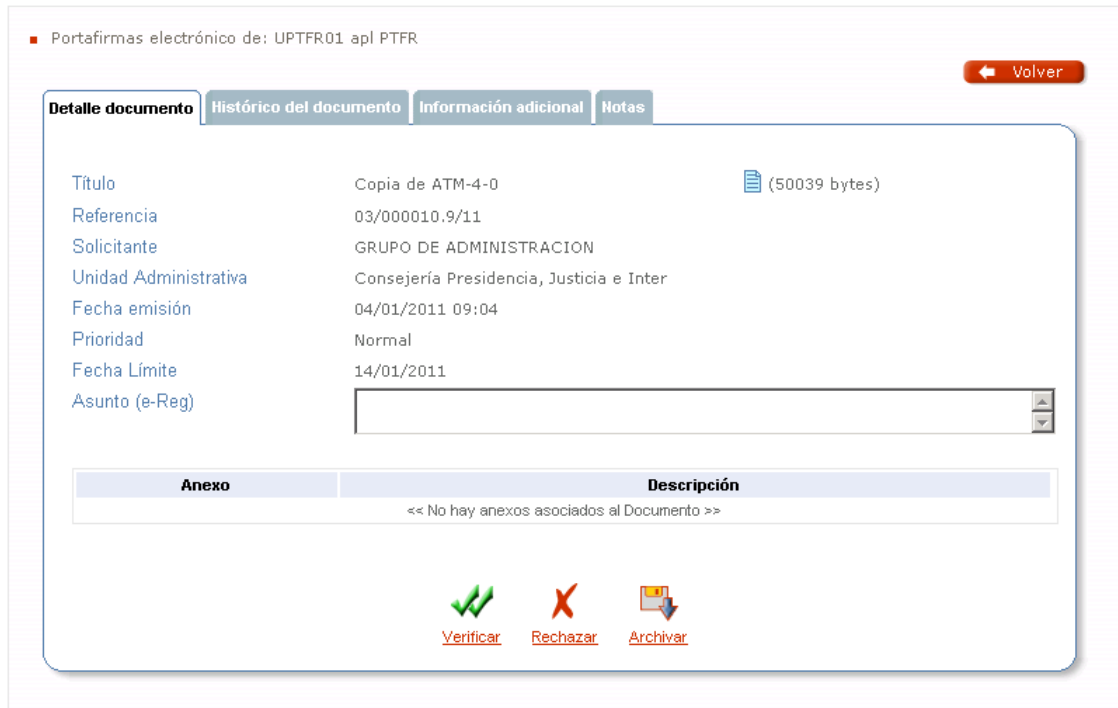 Portafirmas electrónico de: UPTFR01 apl PTFR
Volver
Detalle documento Histórico del documento Información adicional Notas
Título Copia de ATM-4-0 (50039 bytes)
Referencia 03/000010.9/11
Solicitante GRUPO DE ADMINISTRACION
Unidad Administrativa Consejería Presidencia, Justicia e Inter
Fecha emisión 04/01/2011 09:04
Prioridad Normal
Fecha Límite 14/01/2011
Asunto (e-Reg)
Anexo Descripción
<< No hay anexos asociados al Documento >>
Verificar Rechazar Archivar